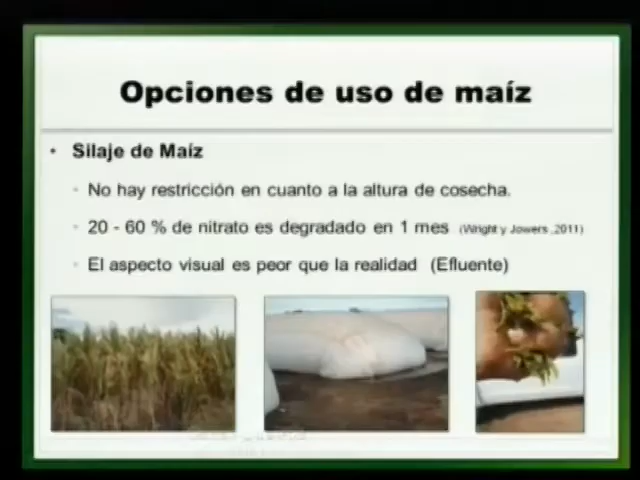 Opciones de uso de maíz
• Silaje de Maíz
No hay restricción en cuanto a la altura de cosecha.
20 - 60 % de nitrato es degradado en 1 mes (Wright y Jowers ,2011)
El aspecto visual es peor que la realidad (Efluente)